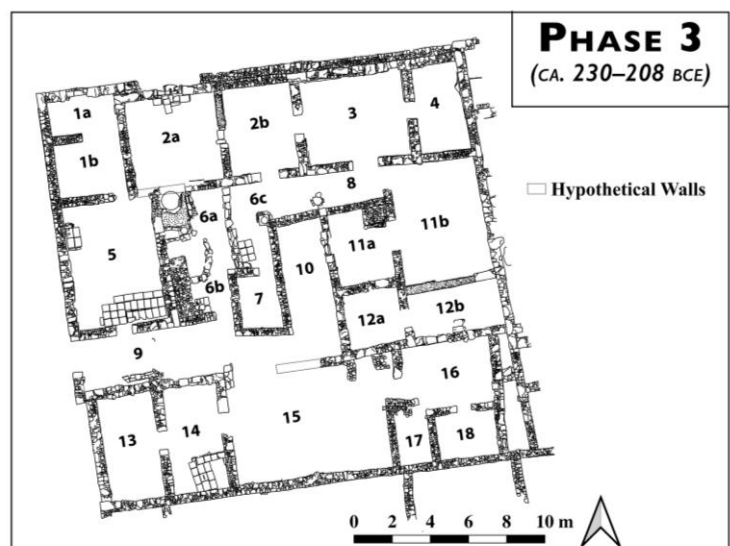 PHASE 3
(CA. 230–208 BCE)
1a
2a
2b
3
4
1b
Hypothetical Walls
6a
6c
8
5
11a
11b
10
6b
7
12a
12b
9
16
13
14
15
17
18
0 2 4 6 8 10 m